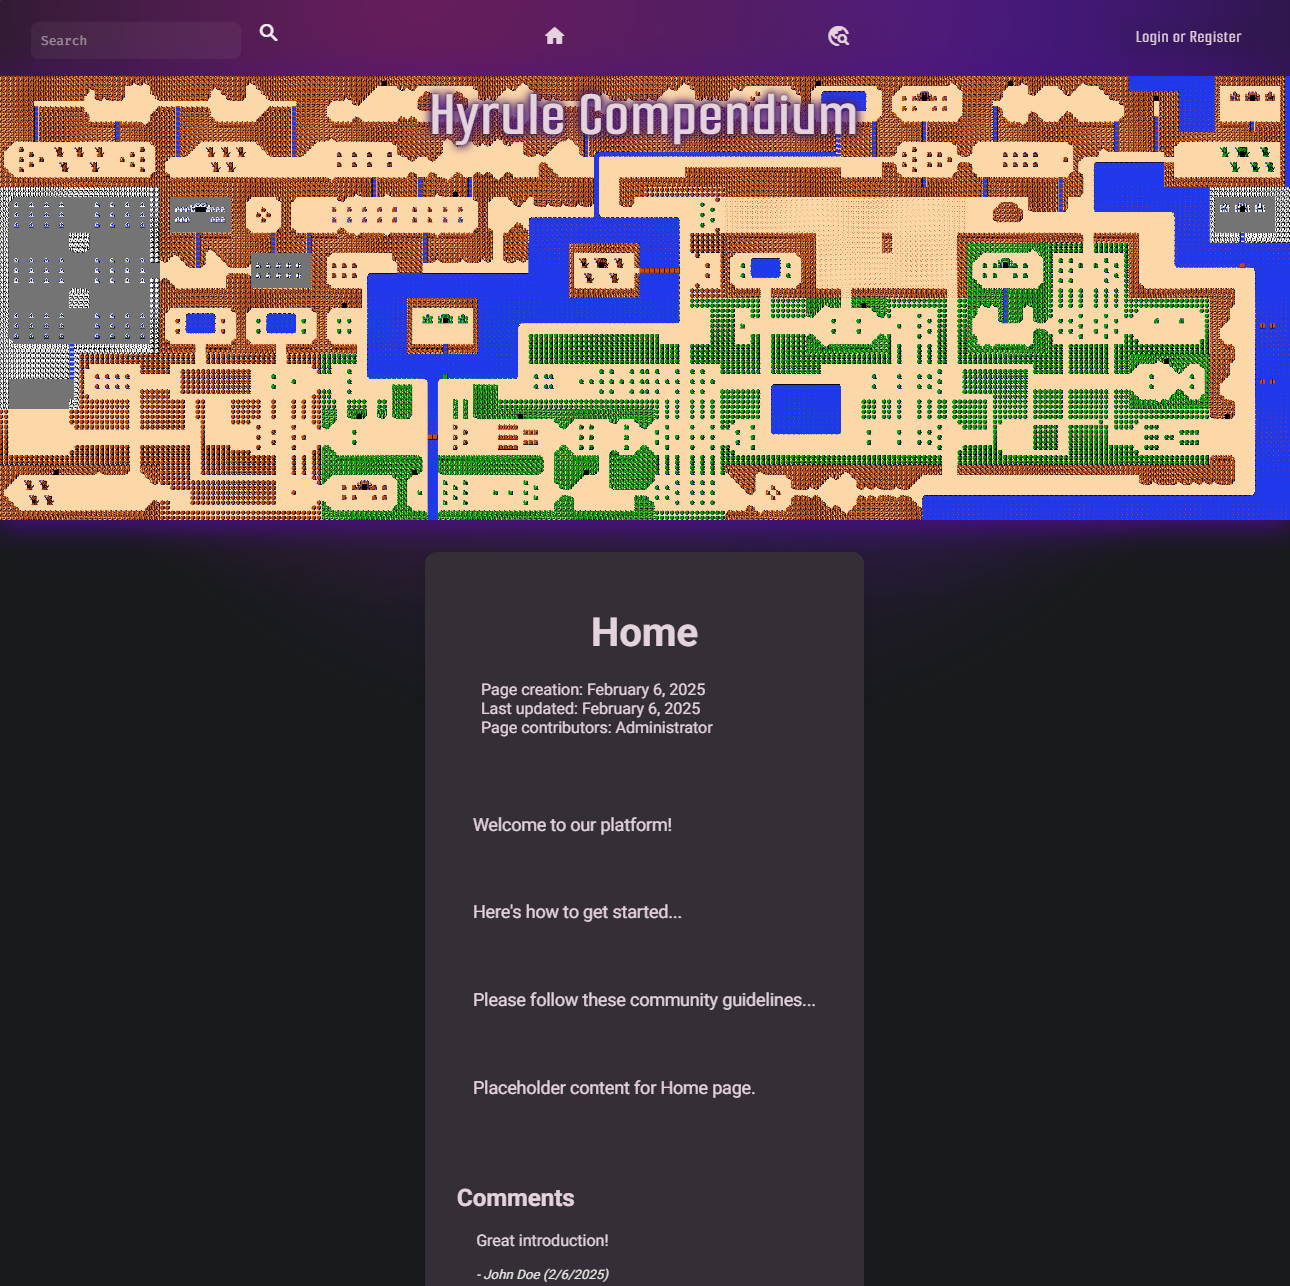 Search
Login or Register
Hyrule Compendium
Home
Page creation: February 6, 2025
Last updated: February 6, 2025
Page contributors: Administrator
Welcome to our platform!
Here's how to get started...
Please follow these community guidelines...
Placeholder content for Home page.
Comments
Great introduction!
- John Doe (2/6/2025)